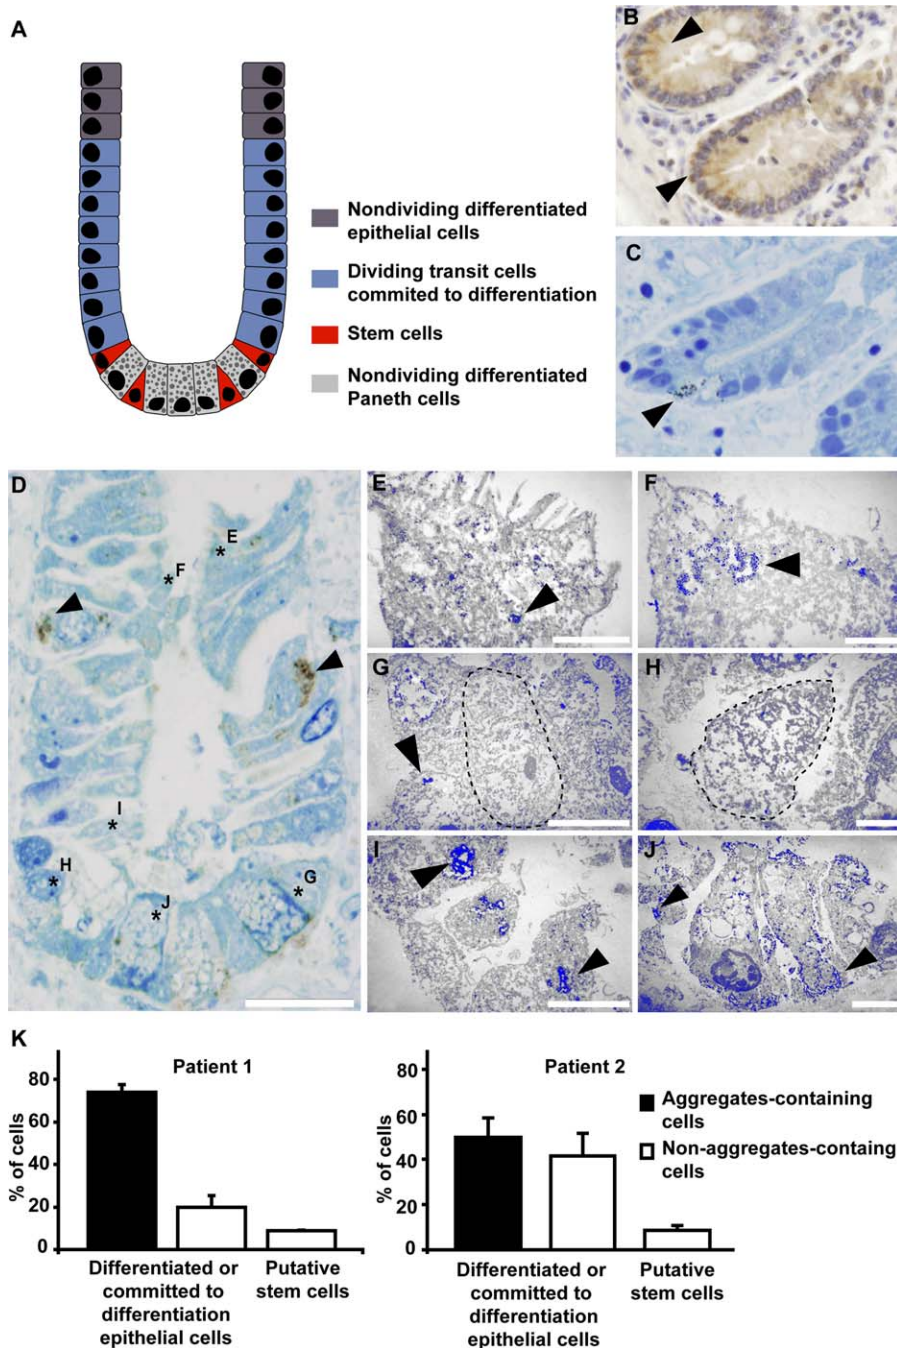 A
Nondividing differentiated
epithelial cells
Dividing transit cells
commited to differentiation
Stem cells
Nondividing differentiated
Paneth cells
B
C
D
E
F
I
H
J
G
E
F
G
H
I
J
K
Patient 1
% of cells
80
60
40
20
0
Differentiated or
committed to
differentiation
epithelial cells
Putative
stem cells
Patient 2
% of cells
80
60
40
20
0
Differentiated or
committed to
differentiation
epithelial cells
Putative
stem cells
Aggregates-containing
cells
Non-aggregates-containg
cells